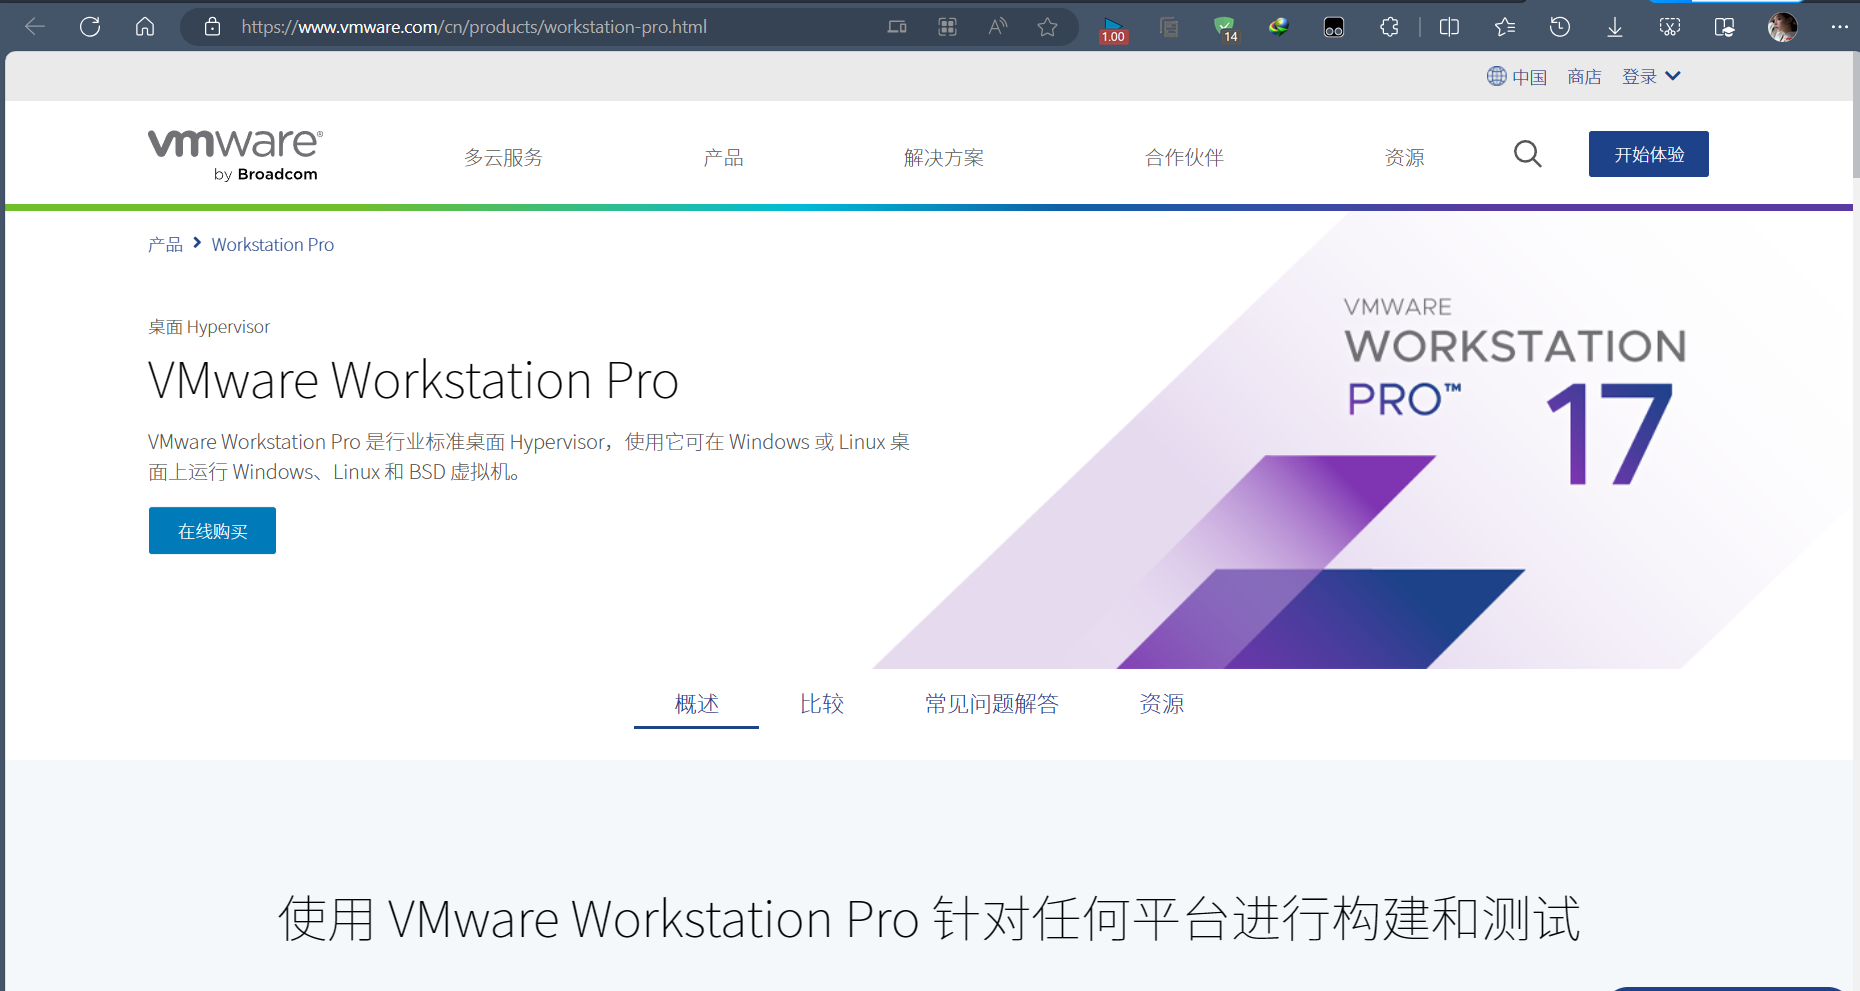 https://www.vmware.com/cn/products/workstation-pro.html
1.00
14
中国 商店 登录
vmware®
by Broadcom
多云服务 产品 解决方案 合作伙伴 资源 开始体验
产品 Workstation Pro
桌面 Hypervisor
VMware Workstation Pro
VMware Workstation Pro 是行业标准桌面 Hypervisor，使用它可在 Windows 或 Linux 桌
面上运行 Windows、Linux 和 BSD 虚拟机。
在线购买
VMWARE
WORKSTATION
PRO™ 17
概述 比较 常见问题解答 资源
使用 VMware Workstation Pro 针对任何平台进行构建和测试